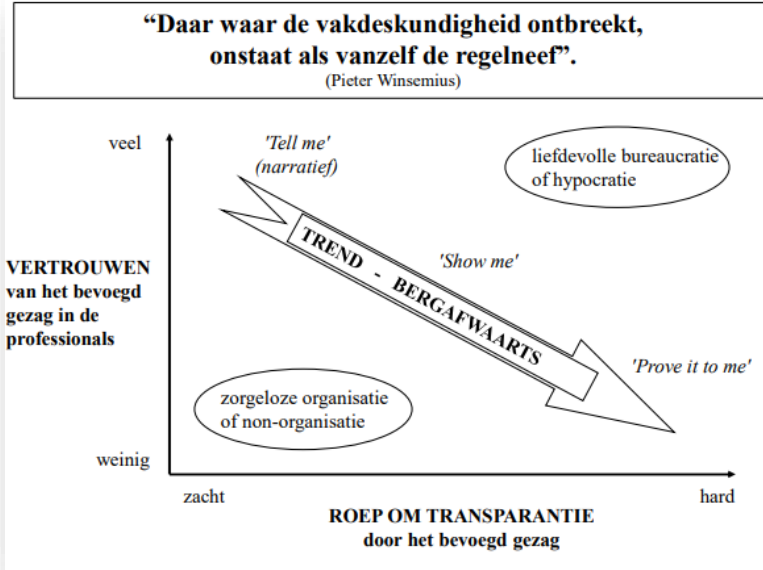 “Daar waar de vakdeskundigheid ontbreekt,
onstaat als vanzelf de regelneef”.
(Pieter Winsemius)
veel
'Tell me'
(narratief)
liefdevolle bureaucratie
of hypocratie
TREND - BERGAFWAARTS
'Show me'
VERTROUWEN
van het bevoegd
gezag in de
professionals
'Prove it to me'
zorgeloze organisatie
of non-organisatie
weinig
zacht
hard
ROEP OM TRANSPARANTIE
door het bevoegd gezag